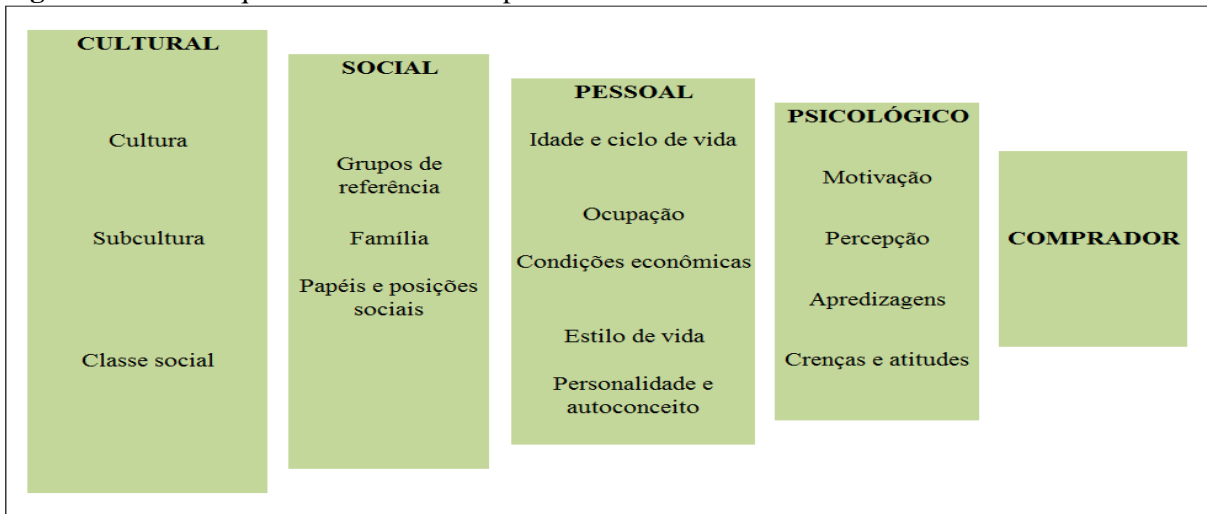 CULTURAL
Cultura
Subcultura
Classe social
SOCIAL
Grupos de
referência
Família
Papéis e posições
sociais
PESSOAL
Idade e ciclo de vida
Ocupação
Condições econômicas
Estilo de vida
Personalidade e
autoconceito
PSICOLÓGICO
Motivação
Percepção
Apredizagens
Crenças e atitudes
COMPRADOR